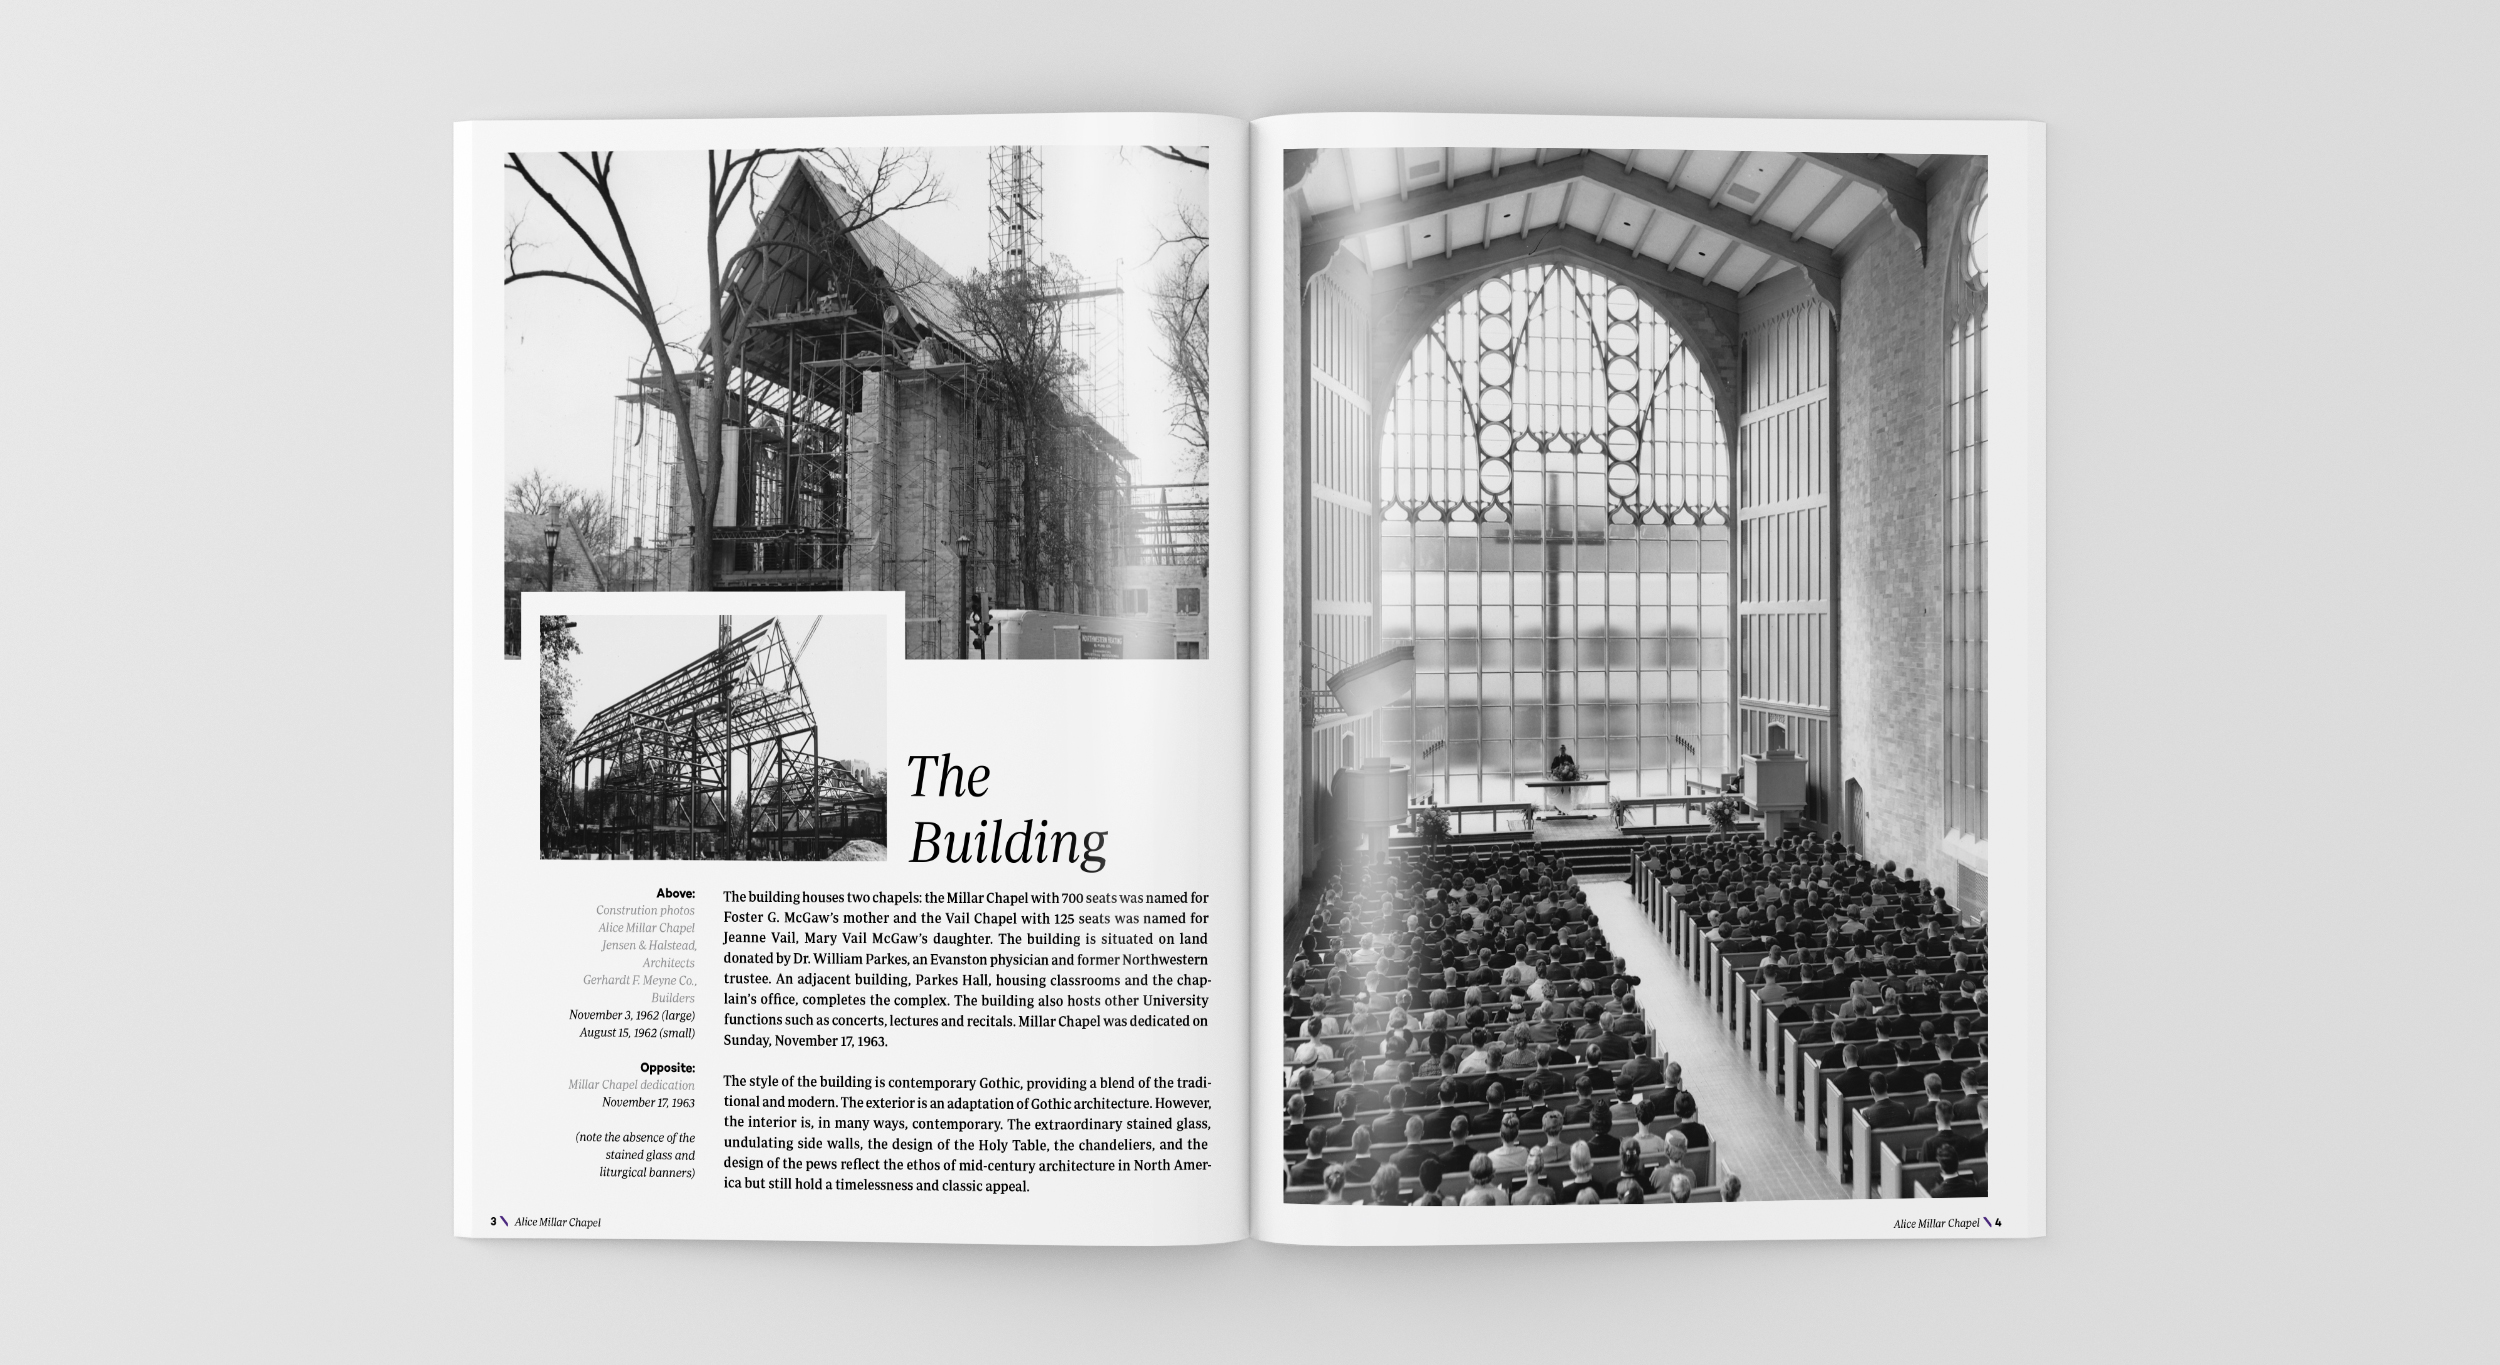 The
Building
Above:
Constrution photos
Alice Millar Chapel
Jensen & Halstead,
Architects
Gerhardt F. Meyne Co.,
Builders
November 3, 1962 (large)
August 15, 1962 (small)
Opposite:
Millar Chapel dedication
November 17, 1963
(note the absence of the
stained glass and
liturgical banners)
The building houses two chapels: the Millar Chapel with 700 seats was named for
Foster G. McGaw's mother and the Vail Chapel with 125 seats was named for
Jeanne Vail, Mary Vail McGaw's daughter. The building is situated on land
donated by Dr. William Parkes, an Evanston physician and former Northwestern
trustee. An adjacent building, Parkes Hall, housing classrooms and the chap-
lain's office, completes the complex. The building also hosts other University
functions such as concerts, lectures and recitals. Millar Chapel was dedicated on
Sunday, November 17, 1963.
The style of the building is contemporary Gothic, providing a blend of the tradi-
tional and modern. The exterior is an adaptation of Gothic architecture. However,
the interior is, in many ways, contemporary. The extraordinary stained glass,
undulating side walls, the design of the Holy Table, the chandeliers, and the
design of the pews reflect the ethos of mid-century architecture in North Amer-
ica but still hold a timelessness and classic appeal.
3 \ Alice Millar Chapel
Alice Millar Chapel \ 4